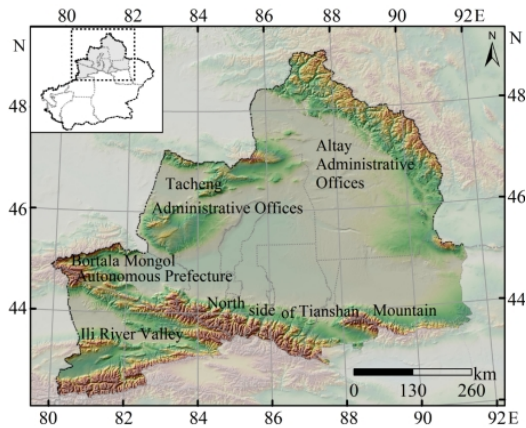 80 82 84 86 88 90 92E
N
N
N
48
48
Altay
Administrative
Offices
Tacheng
Administrative Offices
46
46
Bortala Mongol
Autonomous Prefecture
44
44
North side of Tianshan Mountain
Ili River Valley
km
0 130 260
80 82 84 86 88 90 92 E